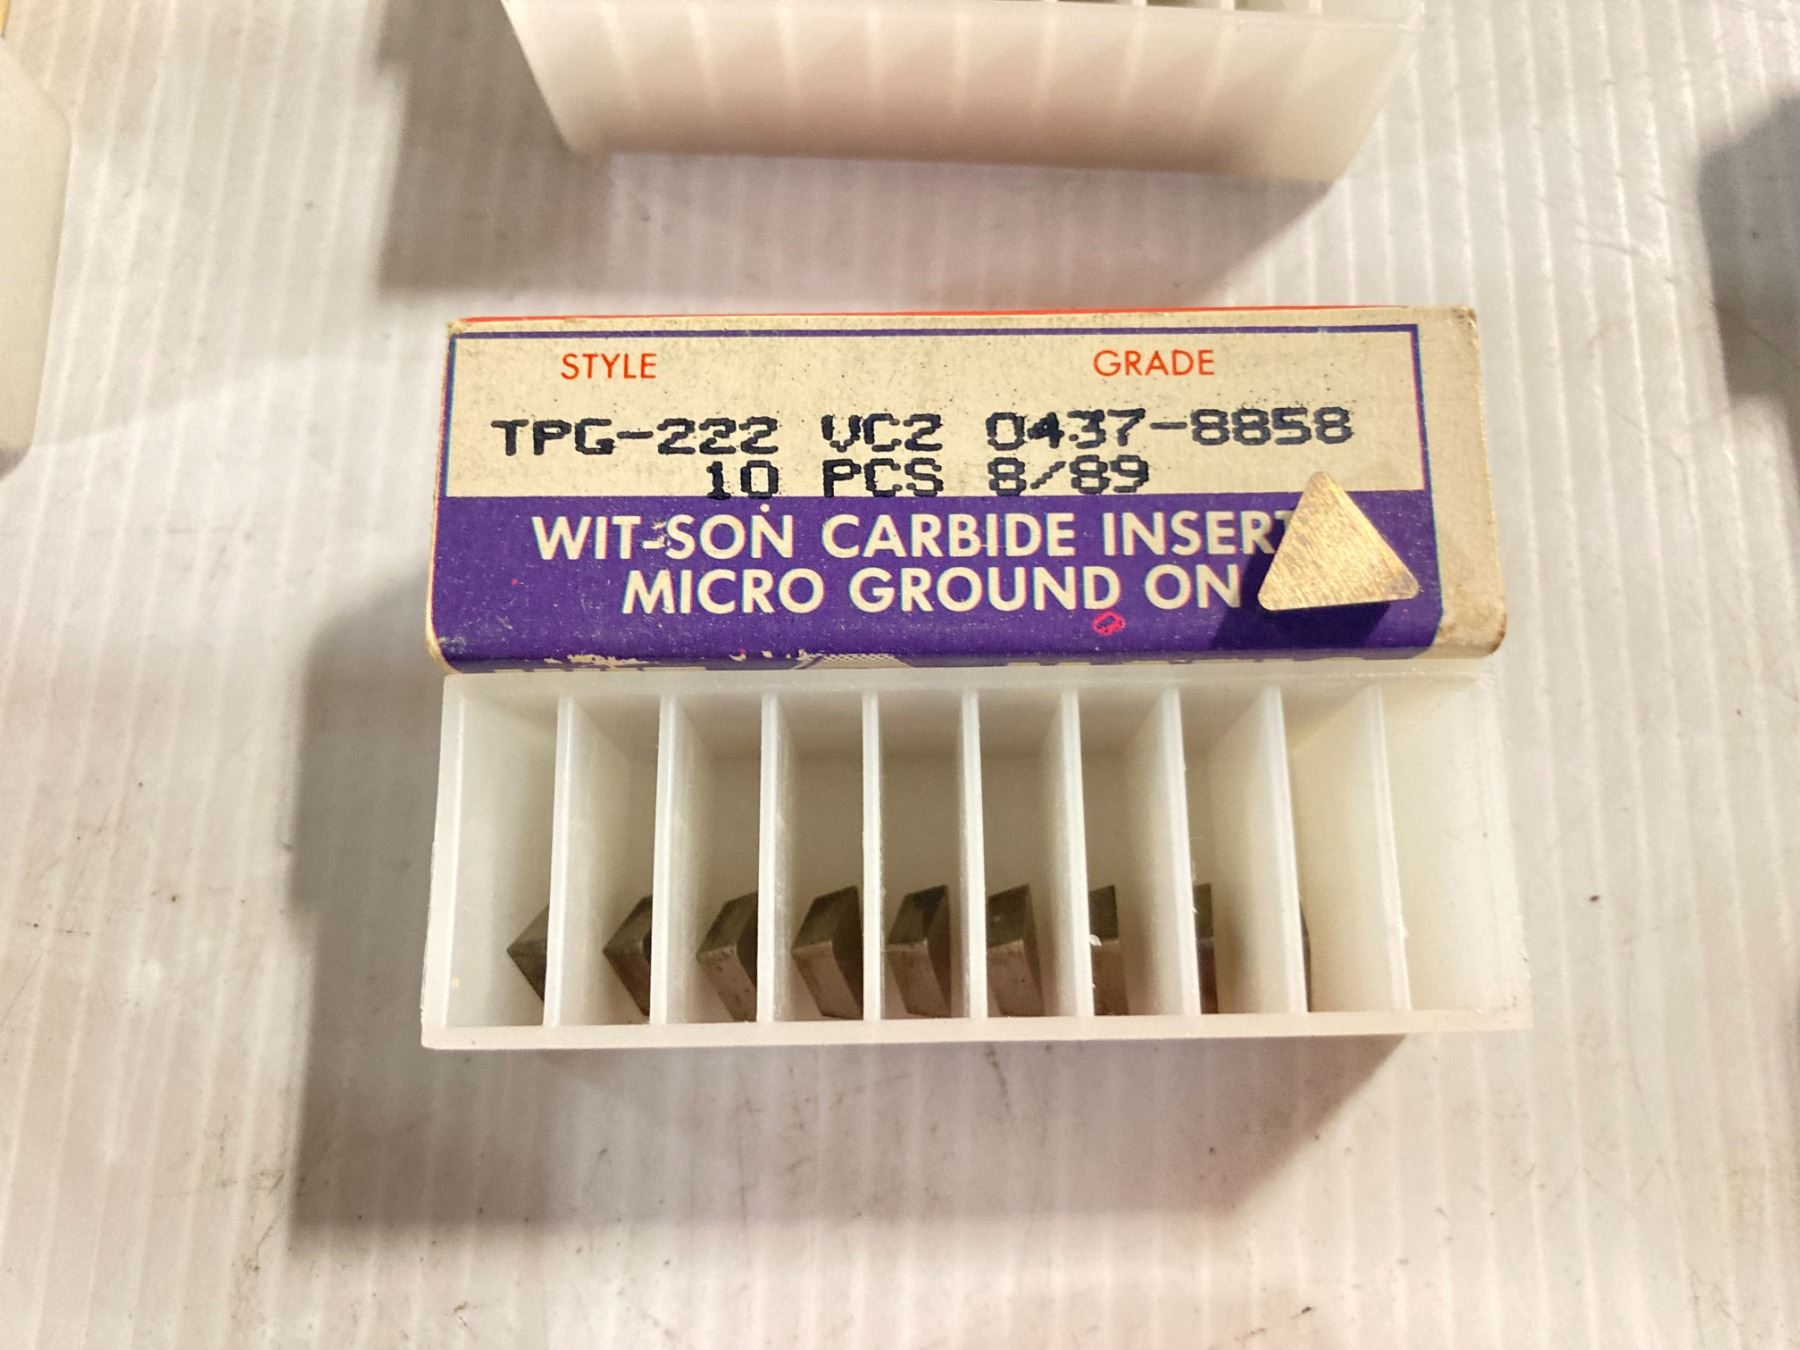 STYLE GRADE
TPG-222 VC2 0437-8858
10 PCS 8/89
WIT-SON CARBIDE INSERT
MICRO GROUND ON